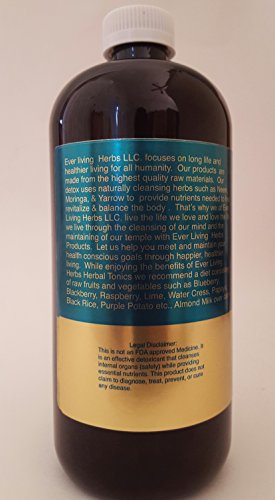 Ever living Herbs LLC. focuses on long life and
healthier living for all humanity. Our products are
made from the highest quality raw materials. Our
detox uses naturally cleansing herbs such as Neem,
Moringa, & Yarrow to provide nutrients needed to
revitalize & balance the body . That's why we of
Living Herbs LLC. live the life we love and love the
we live through the cleansing of our mind and the
maintaining of our temple with Ever Living Herbs
Products. Let us help you meet and maintain your
health conscious goals through happier, healthier
living. While enjoying the benefits of Ever Living
Herbs Herbal Tonics we recommend a diet
of raw fruits and vegetables such as Blueberry
Blackberry, Raspberry, Lime, Water Cress,
Black Rice, Purple Potato etc., Almond Milk over
Legal Disclaimer:
This is not an FDA approved Medicine. It
is an effective detoxicant that cleanses
internal organs (safely) while providing
essential nutrients. This product does not
claim to diagnose, treat, prevent, or cure
any disease.